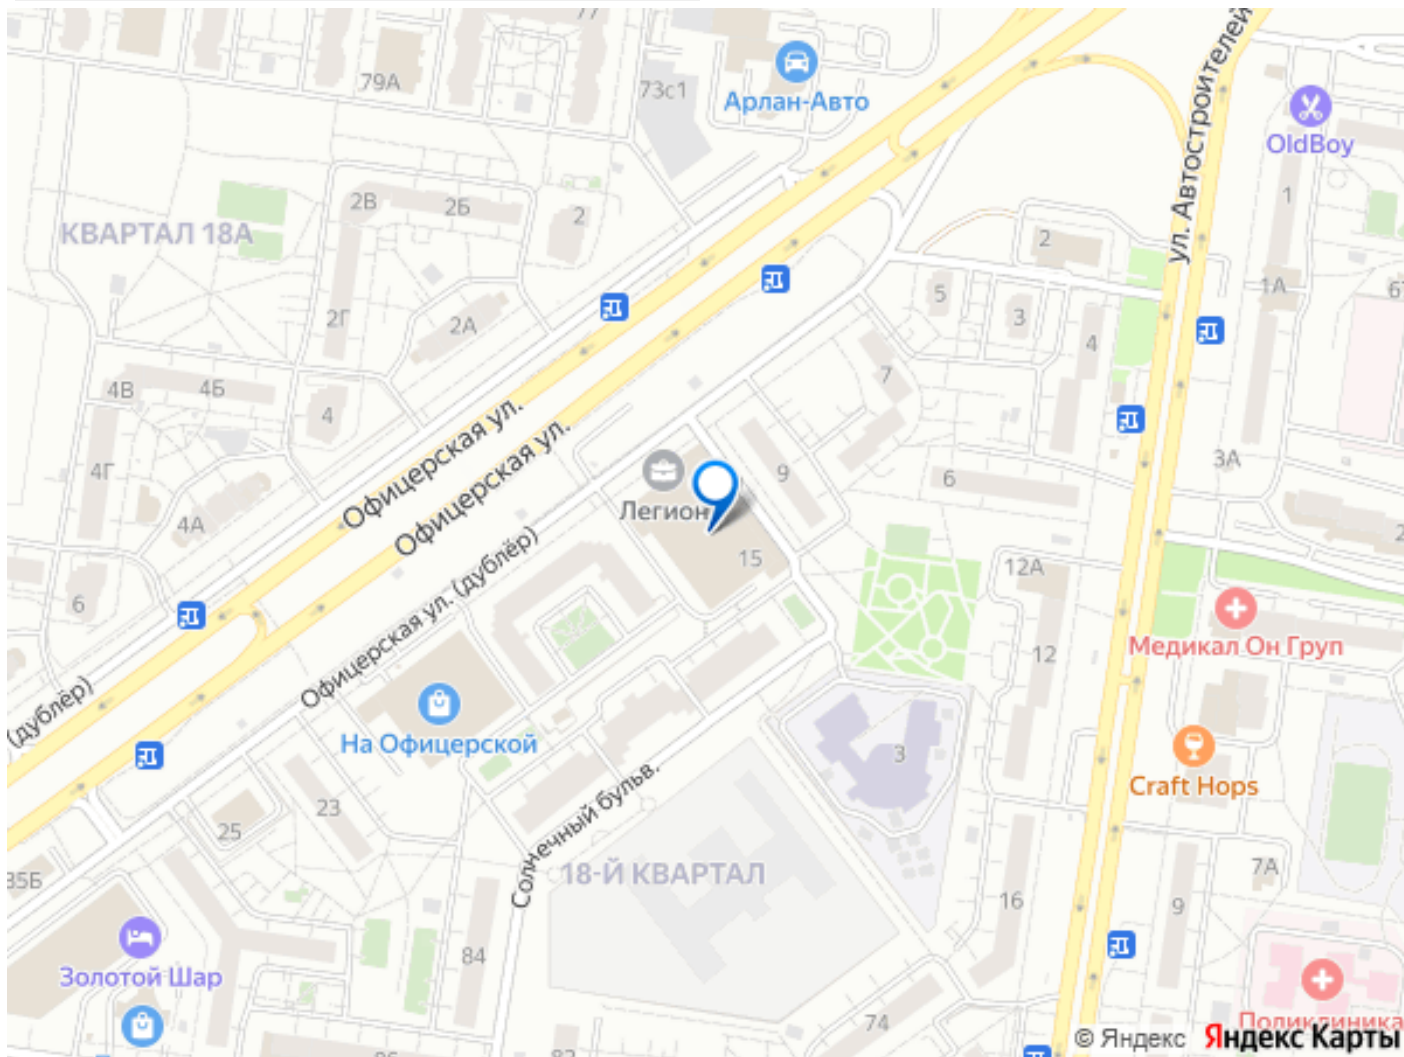 77
79А
73с1
Арлан-Авто
ул. Автостроителей
OldBoy
1
2В
2Б
2
КВАРТАЛ 18А
2
1А
5
3
4
2Г
2А
7
4В
4Б
4
Офицерская ул.
Офицерская ул.
9
6
3А
4Г
Легион
4А
15
2
12А
6
Офицерская ул. (дублёр)
12
Медикал Он Груп
(дублёр)
На Офицерской
3
Craft Hops
23
25
Солнечный бульв.
18-Й КВАРТАЛ
7А
35Б
16
9
84
Золотой Шар
74
Поликлиника
© Яндекс Яндекс Карты